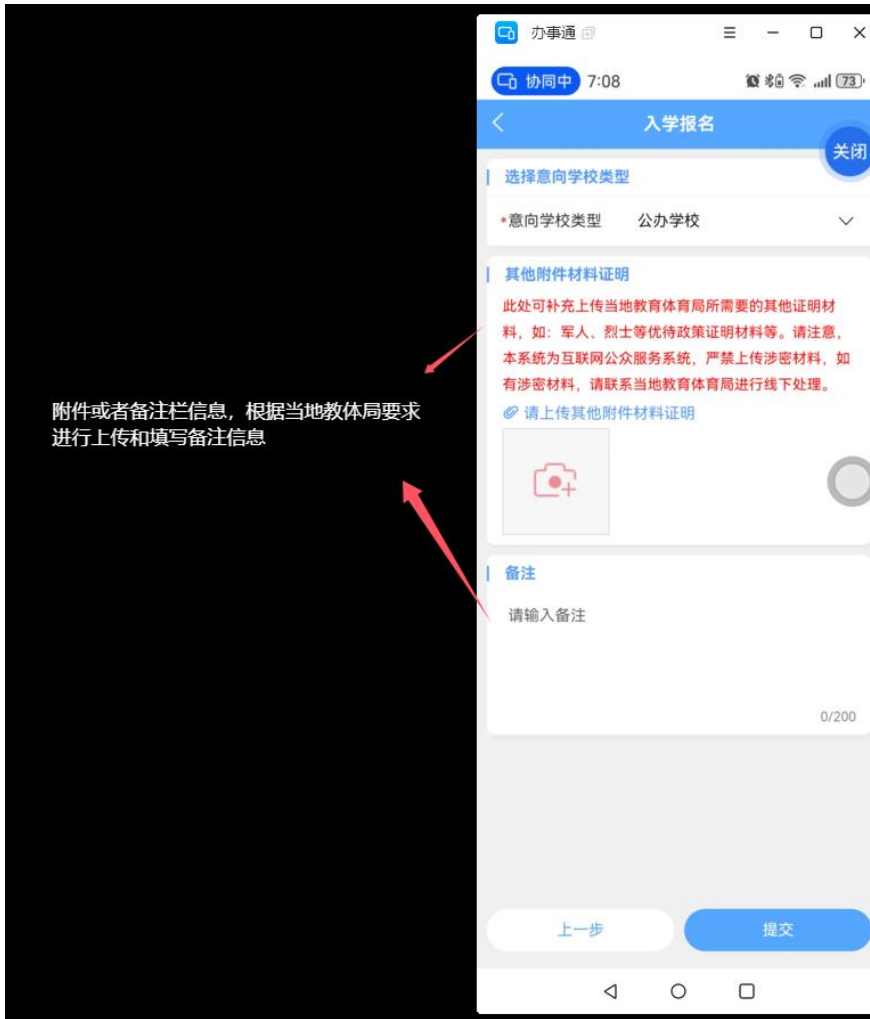 办事通
协同中 7:08
73
入学报名
关闭
选择意向学校类型
*意向学校类型 公办学校
其他附件材料证明
此处可补充上传当地教育体育局所需要的其他证明材
料，如：军人、烈士等优待政策证明材料等。请注意，
本系统为互联网公众服务系统，严禁上传涉密材料，如
有涉密材料，请联系当地教育体育局进行线下处理。
请上传其他附件材料证明
附件或者备注栏信息，根据当地教体局要求
进行上传和填写备注信息
备注
请输入备注
0/200
上一步
提交